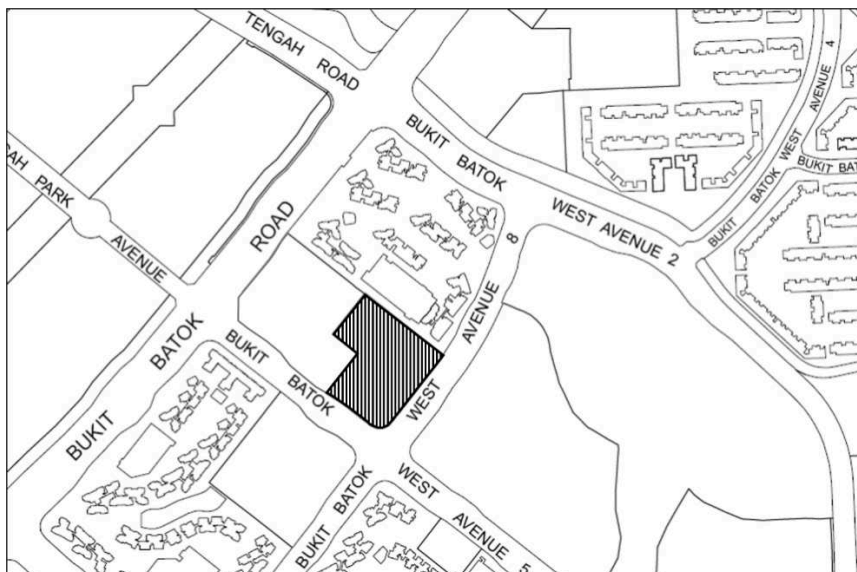 TENGAH ROAD
BUKIT BATOK WEST AVENUE 2
BUKIT BATOK WEST AVENUE 4
BUKIT BAT
GAH PARK AVENUE
BUKIT BATOK ROAD
BUKIT BATOK WEST AVENUE 8
BUKIT BATOK WEST AVENUE 5